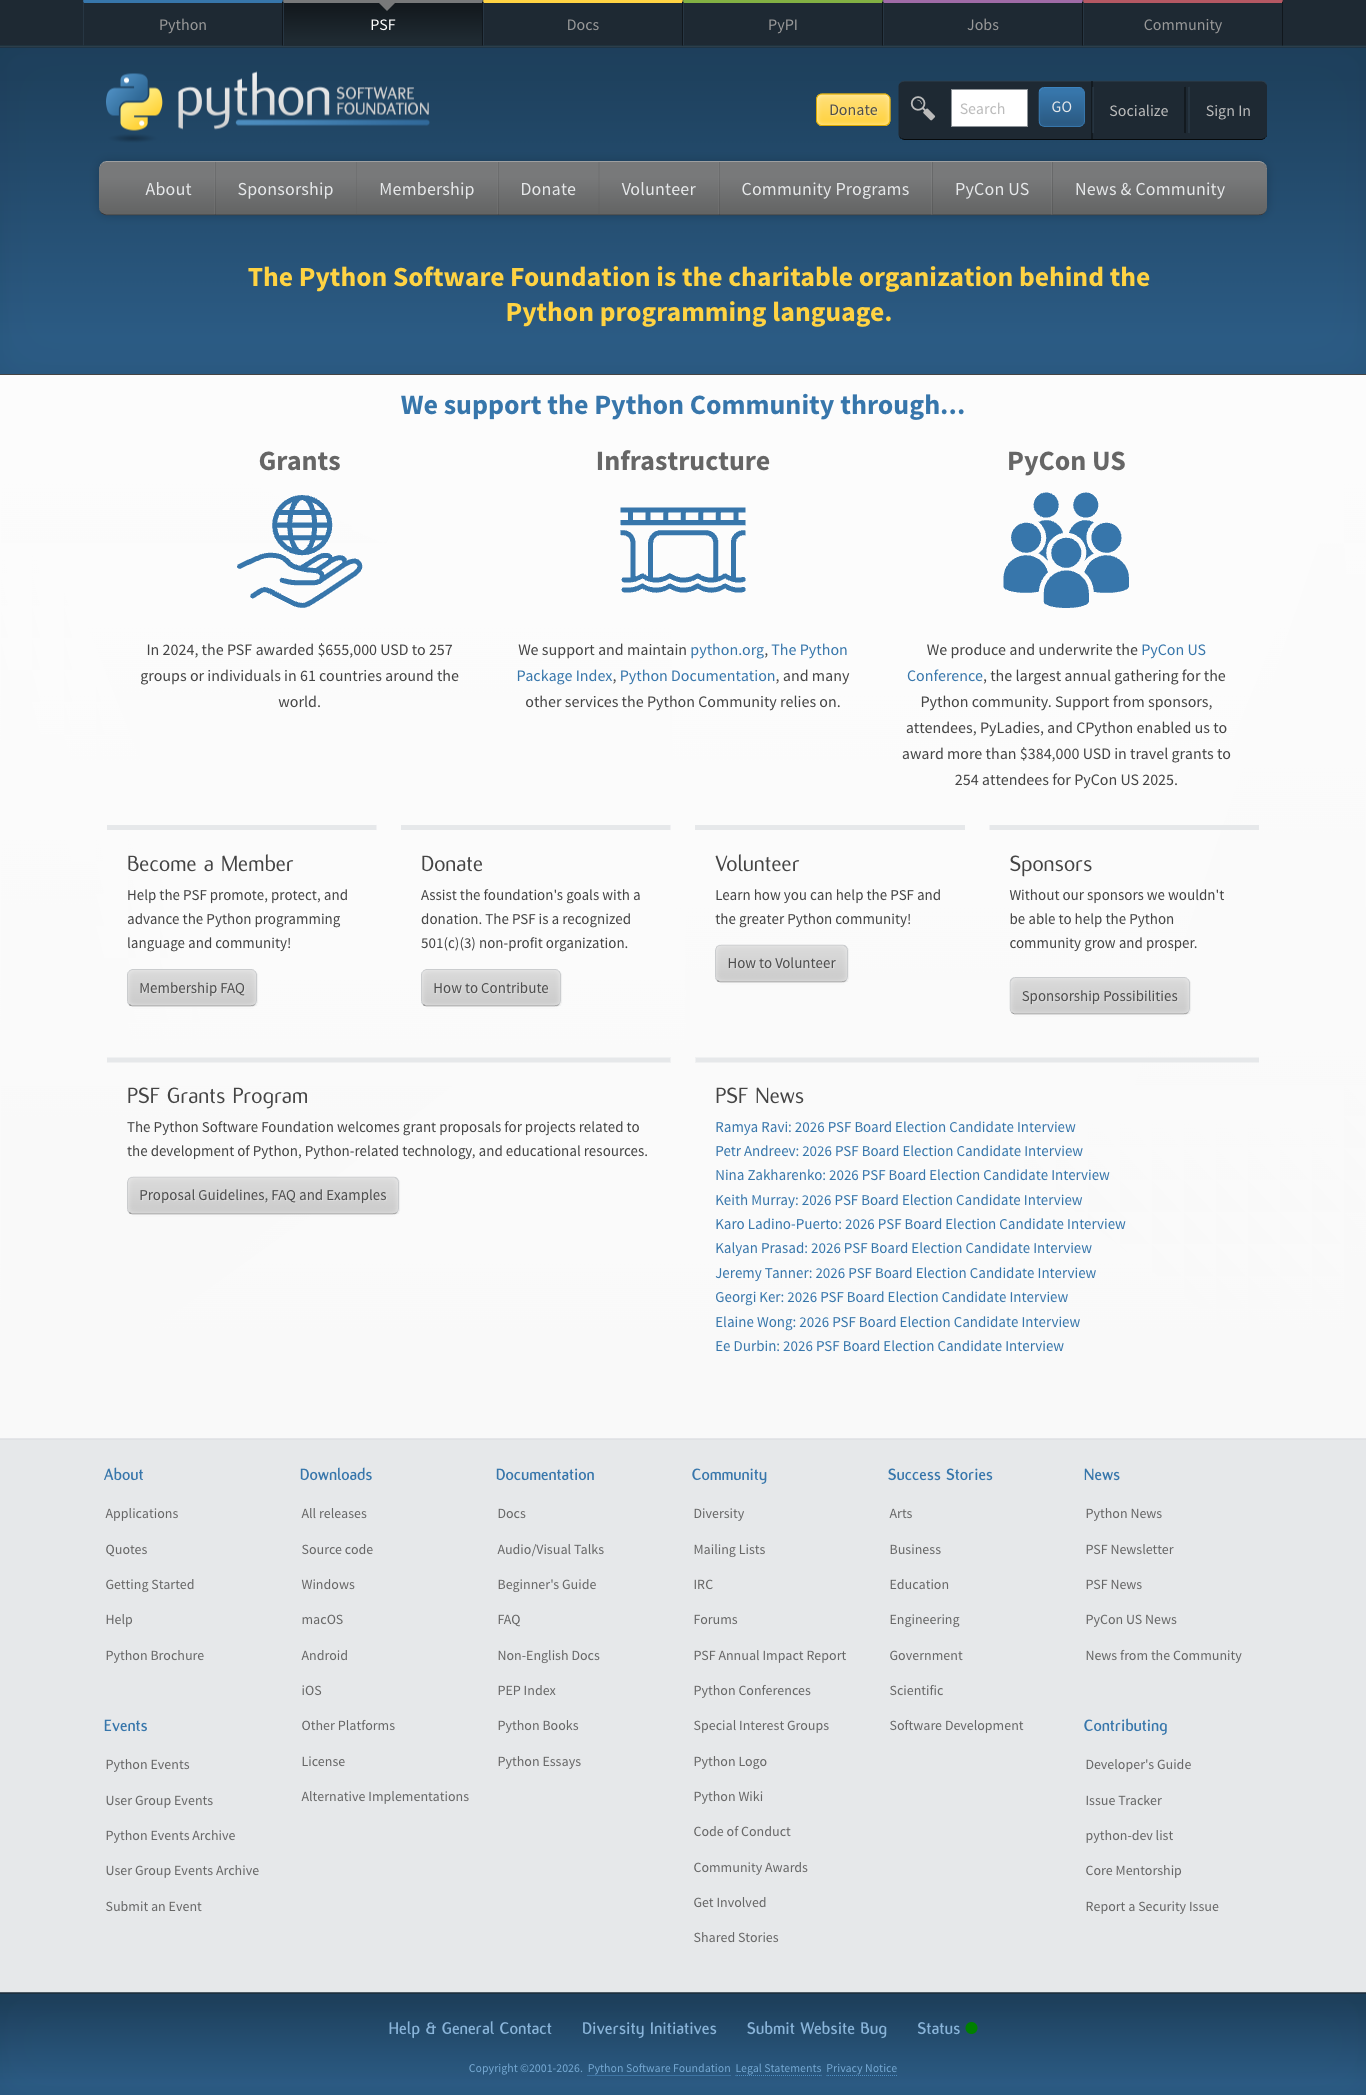 Python
PSF
Docs
PyPI
Jobs
Community
python SOFTWARE FOUNDATION
Donate
Search
GO
Socialize
Sign In
About
Sponsorship
Membership
Donate
Volunteer
Community Programs
PyCon US
News & Community
The Python Software Foundation is the charitable organization behind the
Python programming language.
We support the Python Community through...
Grants
In 2024, the PSF awarded $655,000 USD to 257
groups or individuals in 61 countries around the
world.
Infrastructure
We support and maintain python.org, The Python
Package Index, Python Documentation, and many
other services the Python Community relies on.
PyCon US
We produce and underwrite the PyCon US
Conference, the largest annual gathering for the
Python community. Support from sponsors,
attendees, PyLadies, and CPython enabled us to
award more than $384,000 USD in travel grants to
254 attendees for PyCon US 2025.
Become a Member
Help the PSF promote, protect, and
advance the Python programming
language and community!
Membership FAQ
Donate
Assist the foundation's goals with a
donation. The PSF is a recognized
501(c)(3) non-profit organization.
How to Contribute
Volunteer
Learn how you can help the PSF and
the greater Python community!
How to Volunteer
Sponsors
Without our sponsors we wouldn't
be able to help the Python
community grow and prosper.
Sponsorship Possibilities
PSF Grants Program
The Python Software Foundation welcomes grant proposals for projects related to
the development of Python, Python-related technology, and educational resources.
Proposal Guidelines, FAQ and Examples
PSF News
Ramya Ravi: 2026 PSF Board Election Candidate Interview
Petr Andreev: 2026 PSF Board Election Candidate Interview
Nina Zakharenko: 2026 PSF Board Election Candidate Interview
Keith Murray: 2026 PSF Board Election Candidate Interview
Karo Ladino-Puerto: 2026 PSF Board Election Candidate Interview
Kalyan Prasad: 2026 PSF Board Election Candidate Interview
Jeremy Tanner: 2026 PSF Board Election Candidate Interview
Georgi Ker: 2026 PSF Board Election Candidate Interview
Elaine Wong: 2026 PSF Board Election Candidate Interview
Ee Durbin: 2026 PSF Board Election Candidate Interview
About
Applications
Quotes
Getting Started
Help
Python Brochure
Events
Python Events
User Group Events
Python Events Archive
User Group Events Archive
Submit an Event
Downloads
All releases
Source code
Windows
macOS
Android
iOS
Other Platforms
License
Alternative Implementations
Documentation
Docs
Audio/Visual Talks
Beginner's Guide
FAQ
Non-English Docs
PEP Index
Python Books
Python Essays
Community
Diversity
Mailing Lists
IRC
Forums
PSF Annual Impact Report
Python Conferences
Special Interest Groups
Python Logo
Python Wiki
Code of Conduct
Community Awards
Get Involved
Shared Stories
Success Stories
Arts
Business
Education
Engineering
Government
Scientific
Software Development
News
Python News
PSF Newsletter
PSF News
PyCon US News
News from the Community
Contributing
Developer's Guide
Issue Tracker
python-dev list
Core Mentorship
Report a Security Issue
Help & General Contact
Diversity Initiatives
Submit Website Bug
Status
Copyright ©2001-2026. Python Software Foundation Legal Statements Privacy Notice